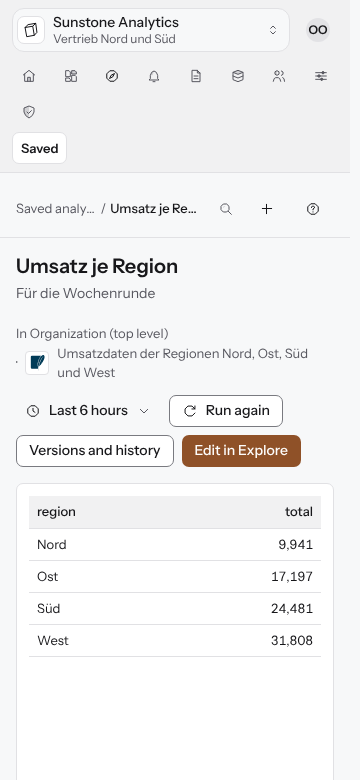 Sunstone Analytics
Vertrieb Nord und Süd
OO
Saved
Saved analy... / Umsatz je Re...
Umsatz je Region
Für die Wochenrunde
In Organization (top level)
· Umsatzdaten der Regionen Nord, Ost, Süd
und West
Last 6 hours
Run again
Versions and history
Edit in Explore
region total
Nord 9,941
Ost 17,197
Süd 24,481
West 31,808